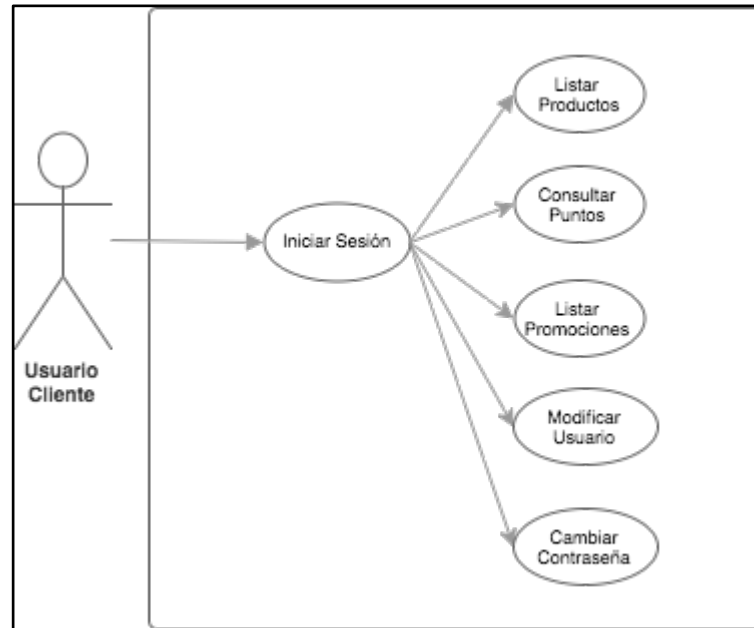 Listar
Productos
Consultar
Puntos
Iniciar Sesión
Listar
Promociones
Usuario
Cliente
Modificar
Usuario
Cambiar
Contraseña